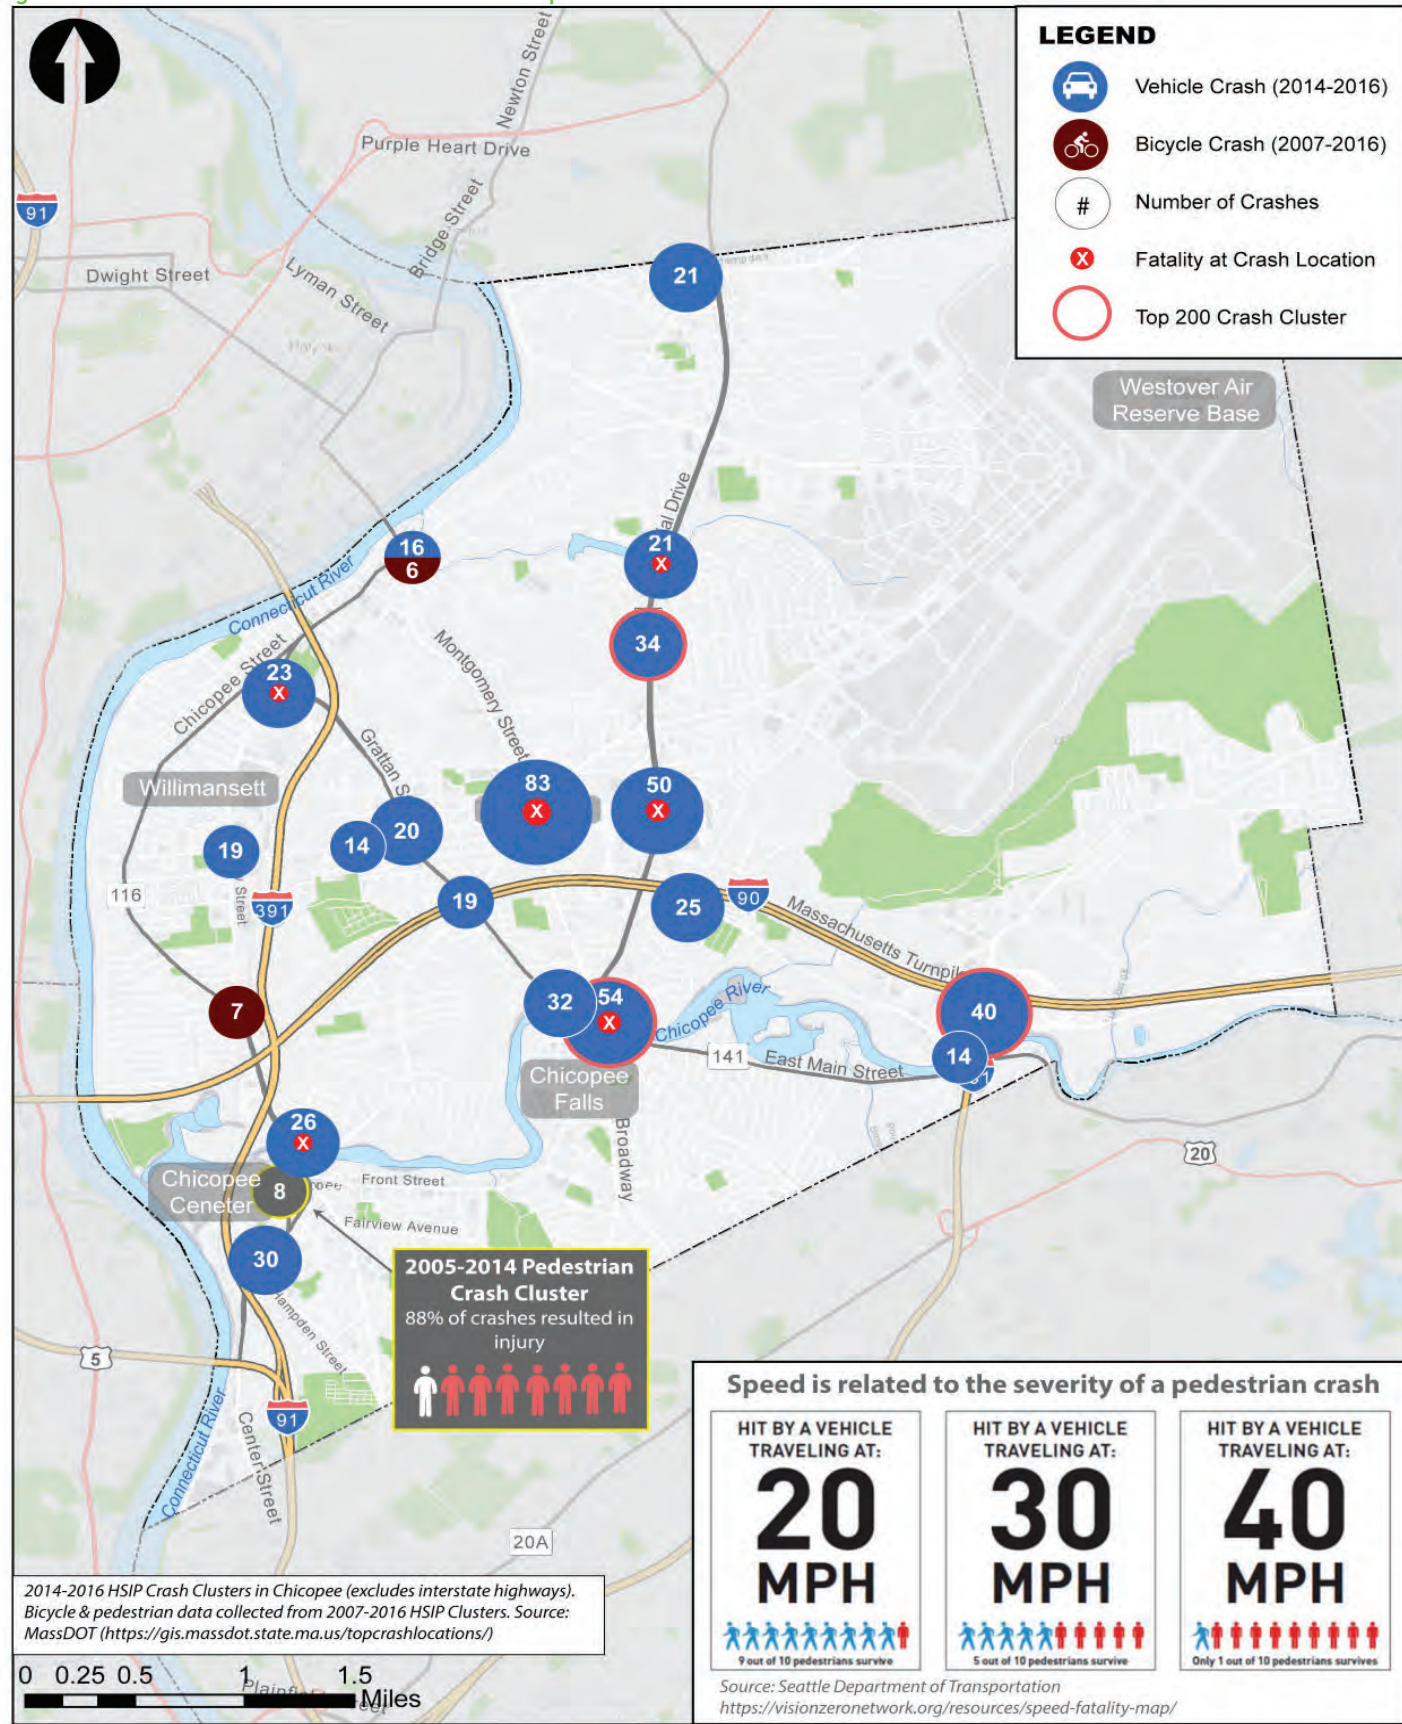 LEGEND
Vehicle Crash (2014-2016)
Bicycle Crash (2007-2016)
#
Number of Crashes
X
Fatality at Crash Location
Top 200 Crash Cluster
Newton Street
Purple Heart Drive
91
Bridge Street
Dwight Street
Lyman Street
21
Westover Air
Reserve Base
al Drive
16
6
21
X
Connecticut River
34
Chicopee Street
23
X
Montgomery Street
Grattan S
Willimansett
83
X
50
X
20
14
19
116
Street
391
19
25
90
Massachusetts Turnpik
7
32
54
X
Chicopee River
40
14
141
East Main Street
Chicopee
Falls
Broadway
26
X
20
Chicopee
Ceneter
8
Front Street
Fairview Avenue
30
2005-2014 Pedestrian
Crash Cluster
88% of crashes resulted in
injury
Hampden Street
5
91
Connecticut River
Center Street
20A
Speed is related to the severity of a pedestrian crash
HIT BY A VEHICLE
TRAVELING AT:
20
MPH
9 out of 10 pedestrians survive
HIT BY A VEHICLE
TRAVELING AT:
30
MPH
5 out of 10 pedestrians survive
HIT BY A VEHICLE
TRAVELING AT:
40
MPH
Only 1 out of 10 pedestrians survives
Source: Seattle Department of Transportation
https://visionzeronetwork.org/resources/speed-fatality-map/
2014-2016 HSIP Crash Clusters in Chicopee (excludes interstate highways).
Bicycle & pedestrian data collected from 2007-2016 HSIP Clusters. Source:
MassDOT (https://gis.massdot.state.ma.us/topcrashlocations/)
0 0.25 0.5 1 1.5
Miles